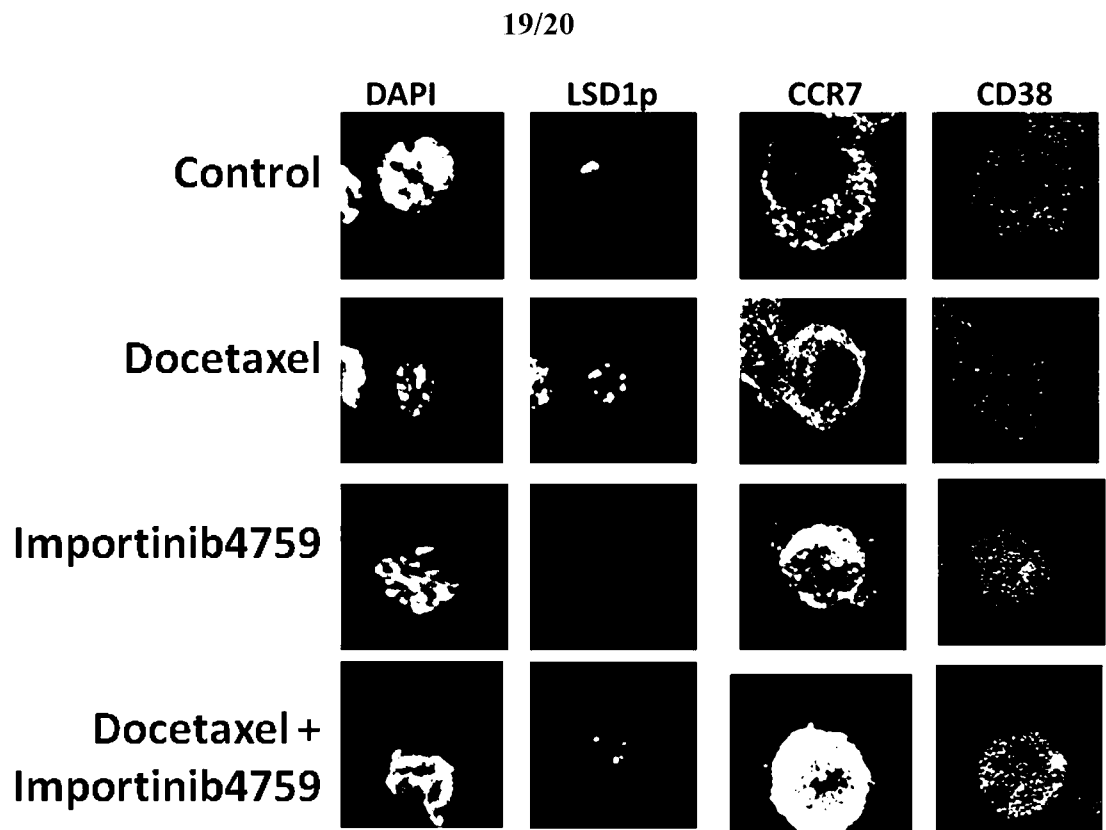 19/20
DAPI LSD1p CCR7 CD38
Control
Docetaxel
Importinib4759
Docetaxel +
Importinib4759